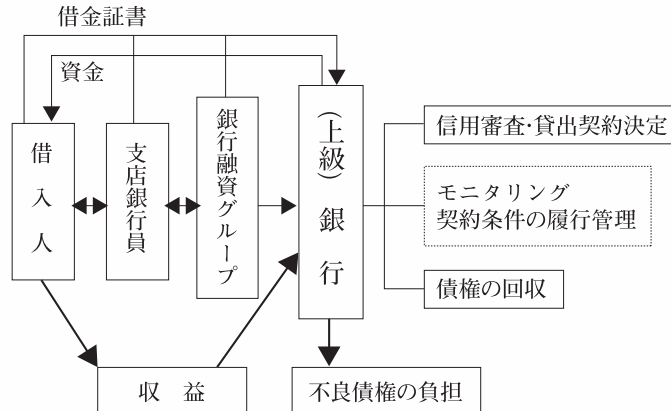 借金証書
資金
借入人
支店銀行員
銀行融資グループ
(上級)銀行
信用審査・貸出契約決定
モニタリング
契約条件の履行管理
債権の回収
収 益
不良債権の負担